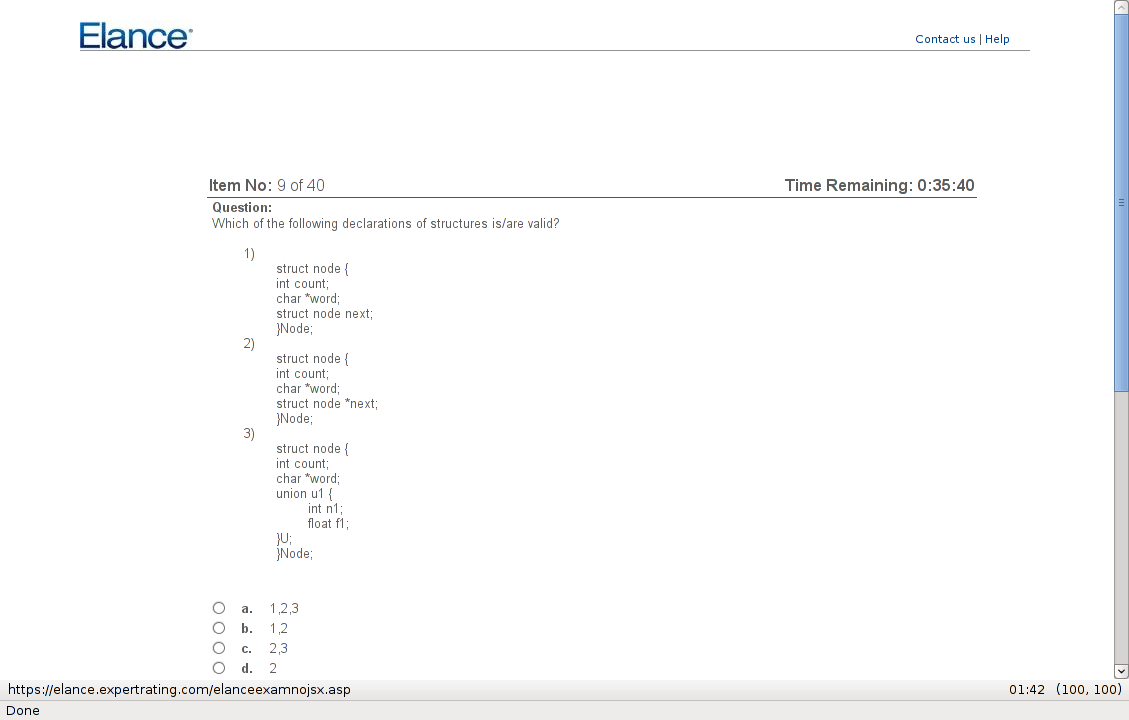 Elance
Contact us | Help
Item No: 9 of 40 Time Remaining: 0:35:40
Question:
Which of the following declarations of structures is/are valid?
1)
struct node {
int count;
char *word;
struct node next;
}Node;
2)
struct node {
int count;
char *word;
struct node *next;
}Node;
3)
struct node {
int count;
char *word;
union u1 {
int n1;
float f1;
}U;
}Node;
a. 1,2,3
b. 1,2
c. 2,3
d. 2
https://elance.expertrating.com/elanceexamnojsx.asp 01:42 (100, 100)
Done